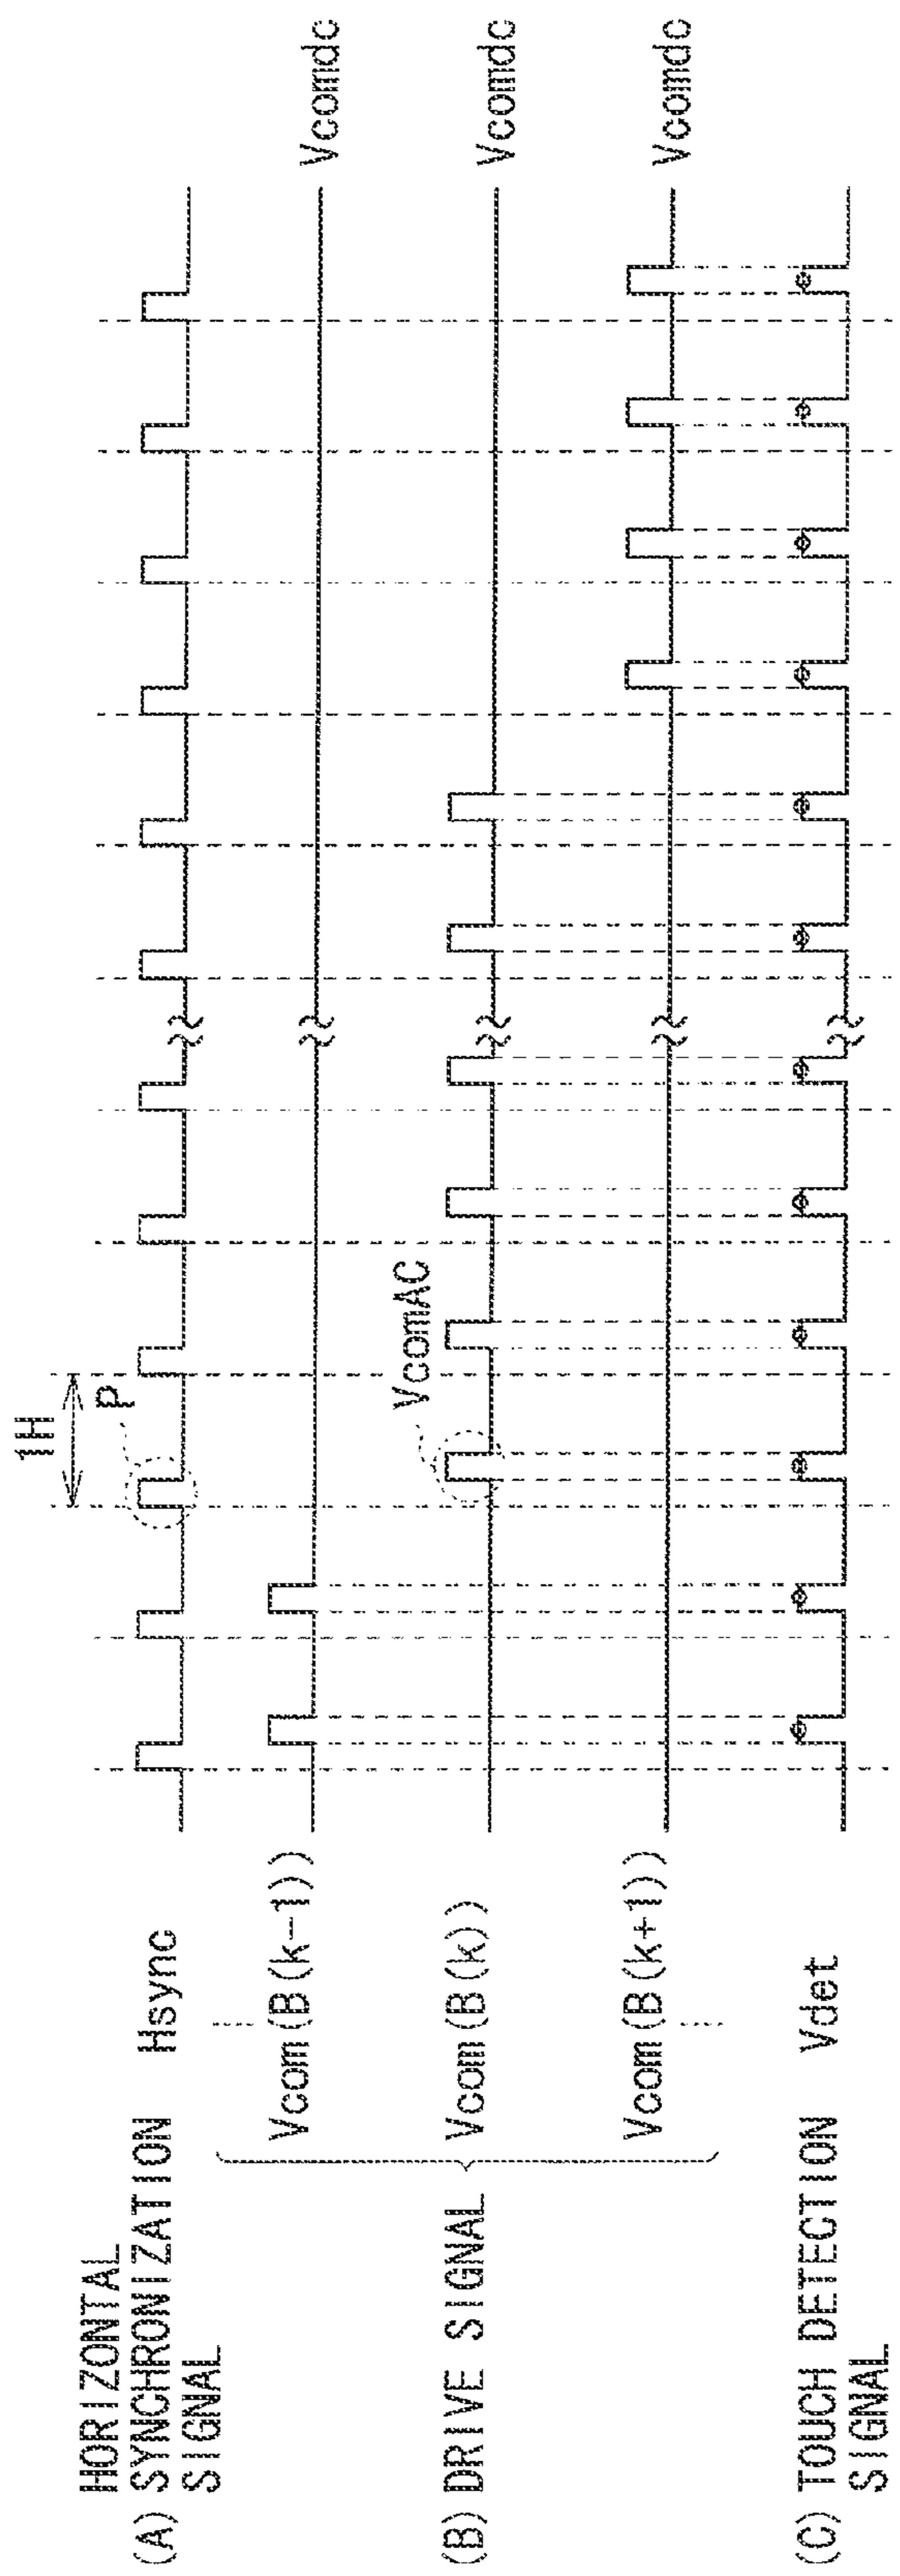 1H
P
HORIZONTAL
(A) SYNCHRONIZATION Hsync
SIGNAL
Vcom(B(k-1)) Vcomdc
VcomAC
(B) DRIVE SIGNAL Vcom(B(k)) Vcomdc
Vcom(B(k+1)) Vcomdc
(C) TOUCH DETECTION Vdet
SIGNAL